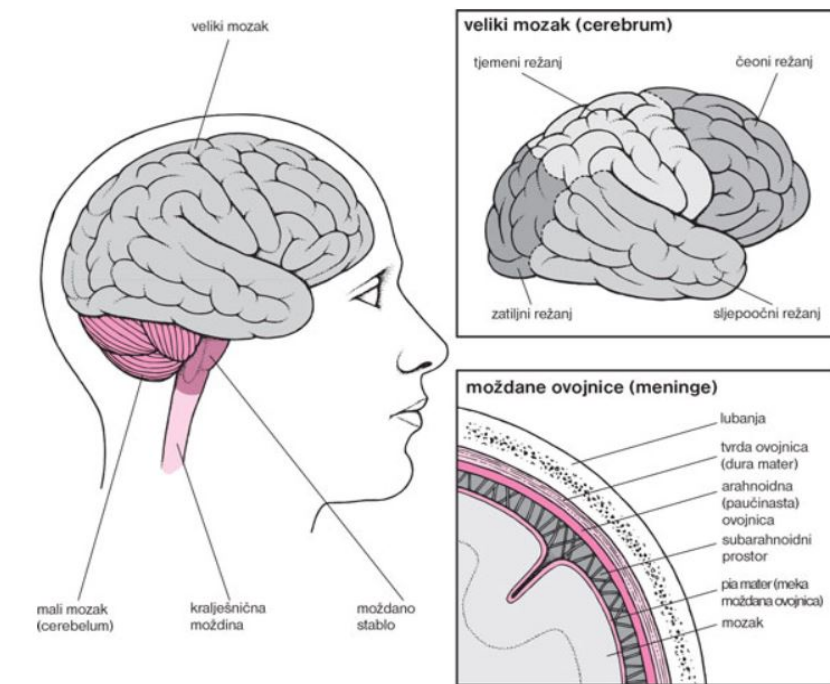 veliki mozak
mali mozak
(cerebelum)
kralješnična
moždina
moždano
stablo
veliki mozak (cerebrum)
tjemeni režanj
čeoni režanj
zatiljni režanj
sljepoočni režanj
moždane ovojnice (meninge)
lubanja
tvrda ovojnica
(dura mater)
arahnoidna
(paučinasta)
ovojnica
subarahnoidni
prostor
pia mater (meka
moždana ovojnica)
mozak